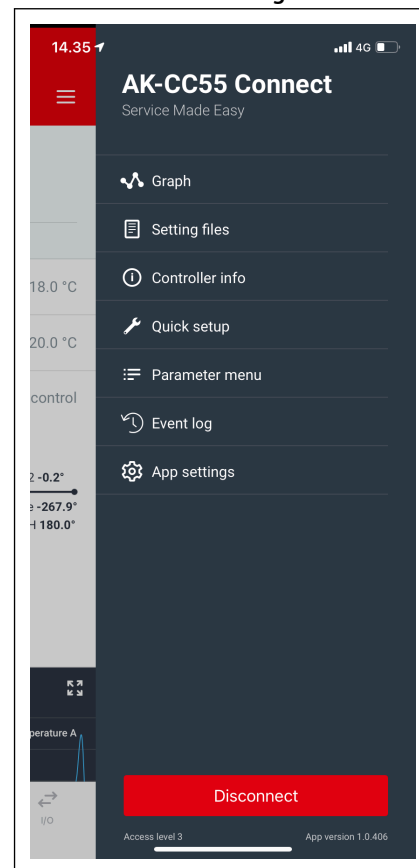 14.35
4G
AK-CC55 Connect
Service Made Easy
Graph
Setting files
18.0 °C
Controller info
Quick setup
20.0 °C
Parameter menu
control
Event log
App settings
2 -0.2°
e -267.9°
H 180.0°
perature A
I/O
Disconnect
Access level 3
App version 1.0.406